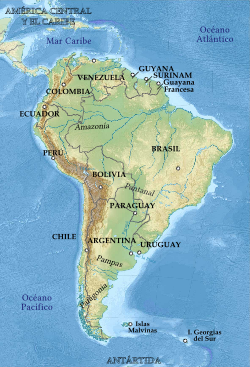 AMÉRICA CENTRAL
Y EL CARIBE
Océano
Atlántico
Mar Caribe
GUYANA
SURINAM
VENEZUELA
Guayana
Francesa
COLOMBIA
ECUADOR
Amazonia
PERÚ
BRASIL
BOLIVIA
Pantanal
PARAGUAY
CHILE
ARGENTINA
URUGUAY
Pampas
Océano
Pacífico
Patagonia
Islas
Malvinas
I. Georgias
del Sur
ANTÁRTIDA